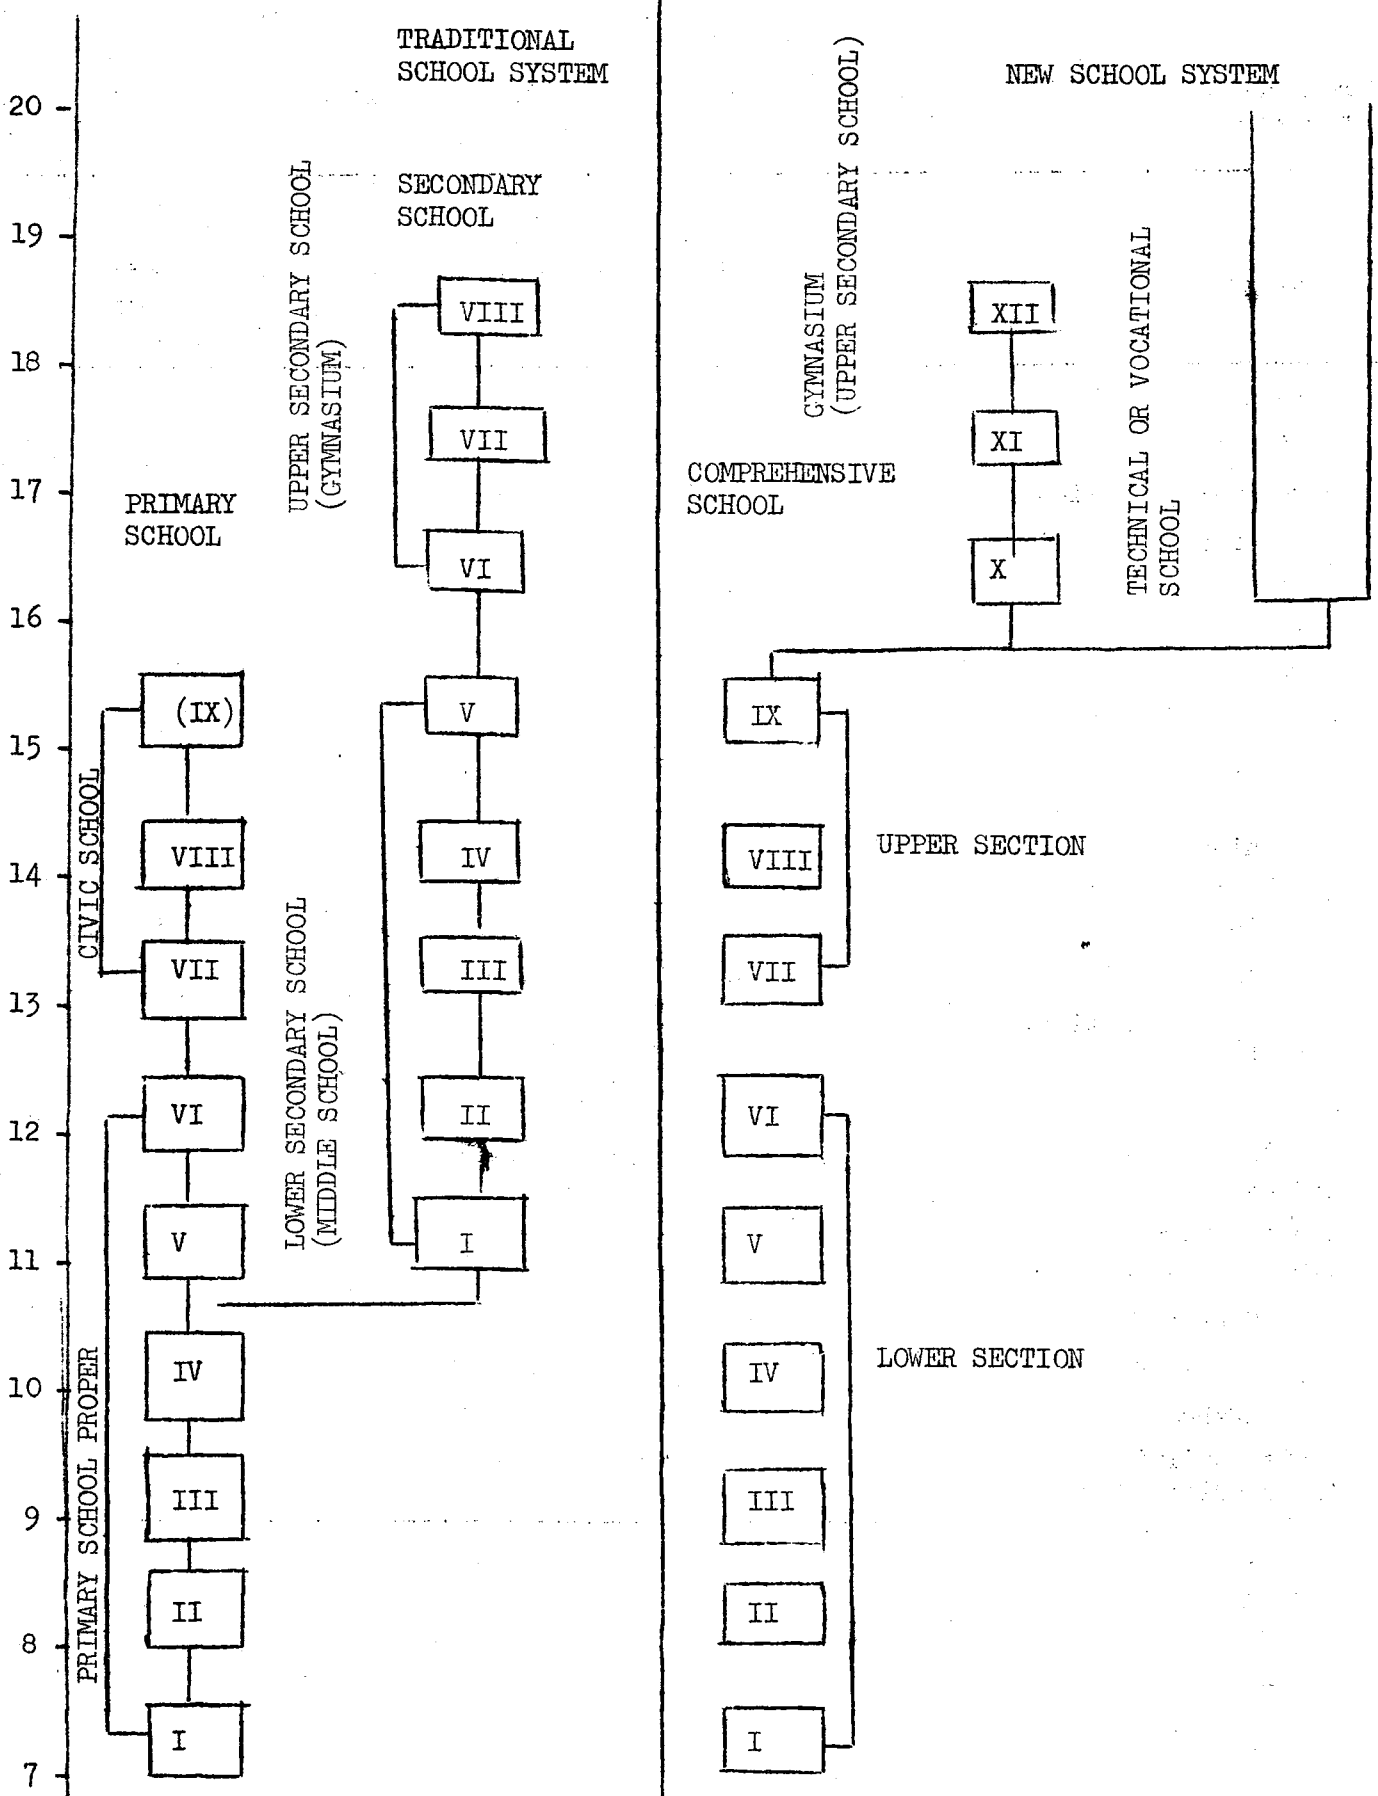 TRADITIONAL
SCHOOL SYSTEM
NEW SCHOOL SYSTEM
20
19
18
17
16
15
14
13
12
11
10
9
8
7
PRIMARY
SCHOOL
CIVIC SCHOOL
PRIMARY SCHOOL PROPER
(IX)
VIII
VII
VI
V
IV
III
II
I
SECONDARY
SCHOOL
UPPER SECONDARY SCHOOL
(GYMNASIUM)
LOWER SECONDARY SCHOOL
(MIDDLE SCHOOL)
VIII
VII
VI
V
IV
III
II
I
COMPREHENSIVE
SCHOOL
GYMNASIUM
(UPPER SECONDARY SCHOOL)
XII
XI
X
TECHNICAL OR VOCATIONAL
SCHOOL
IX
VIII
VII
UPPER SECTION
VI
V
IV
III
II
I
LOWER SECTION